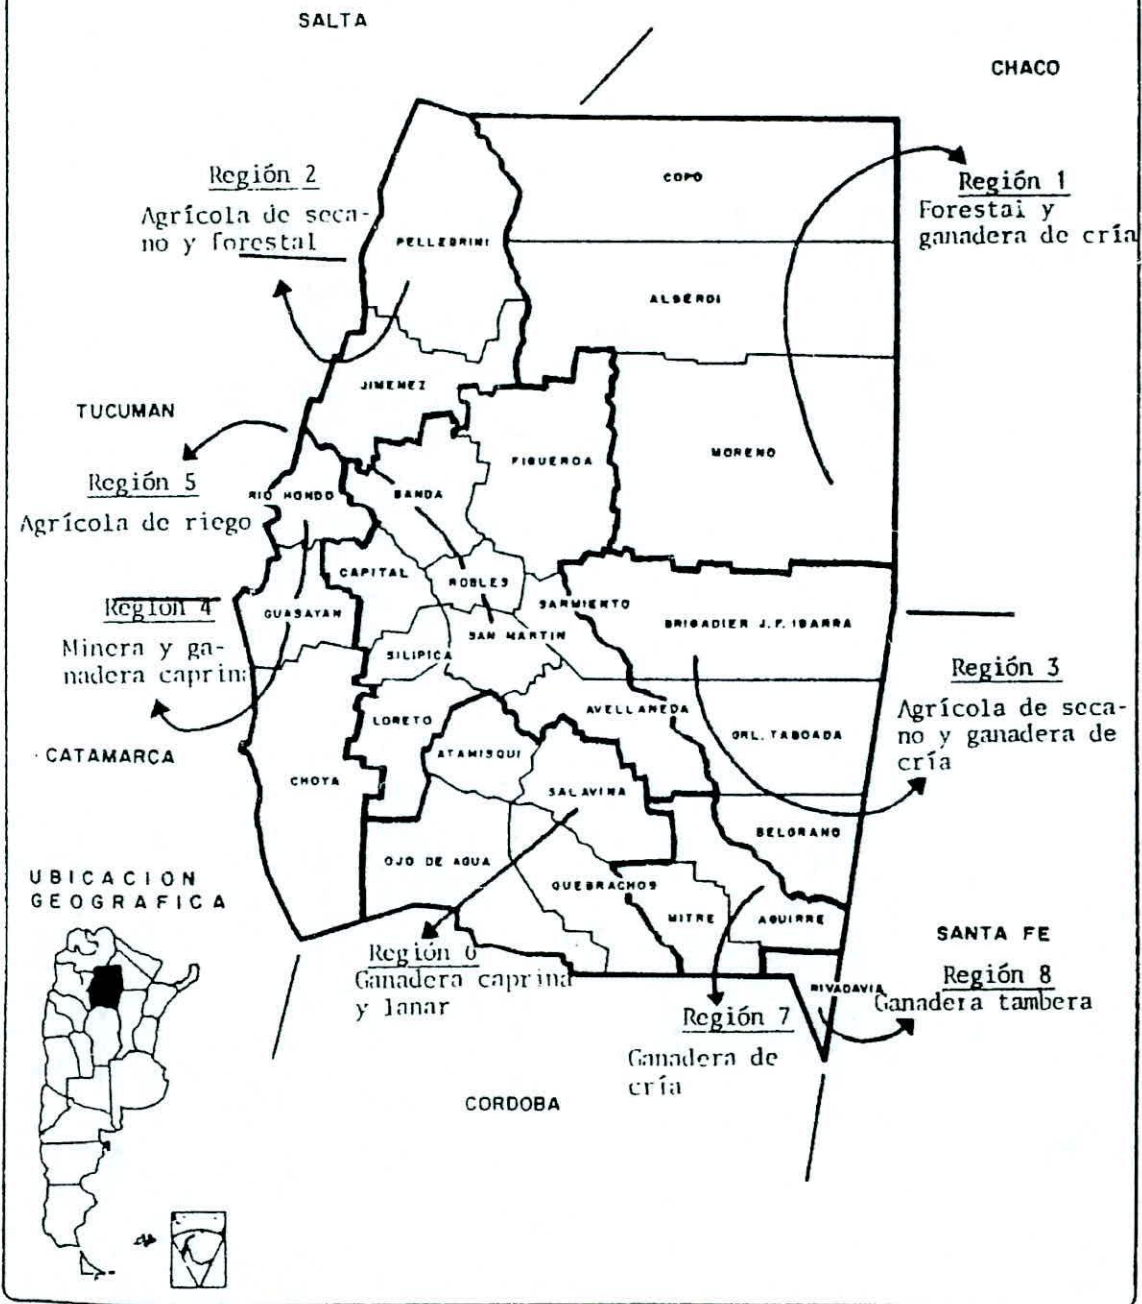 SALTA
CHACO
COPO
Región 2
Agrícola de seca-
no y forestal
Región 1
Forestal y
ganadera de cría
PELLEGRINI
ALBERDI
JIMENEZ
TUCUMAN
MORENO
FIGUEROA
Región 5
Agrícola de riego
RIO HONDO
BANDA
CAPITAL
ROBLES
SARMIENTO
Región 4
Minera y ga-
nadera caprina
GUASAYAN
BRIGADIER J.F. IBARRA
SAN MARTIN
SILIPICA
Región 3
Agrícola de seca-
no y ganadera de
cría
LORETO
AVELLANEDA
GRL. TABOADA
CATAMARCA
ATAMISQUI
CHOYA
SALAVINA
BELGRANO
OJO DE AGUA
UBICACION
GEOGRAFICA
QUEBRACHOS
MITRE
AGUIRRE
SANTA FE
Región 6
Ganadera caprina
y lanar
Región 8
Ganadera tambera
RIVADAVIA
Región 7
Ganadera de
cría
CORDOBA